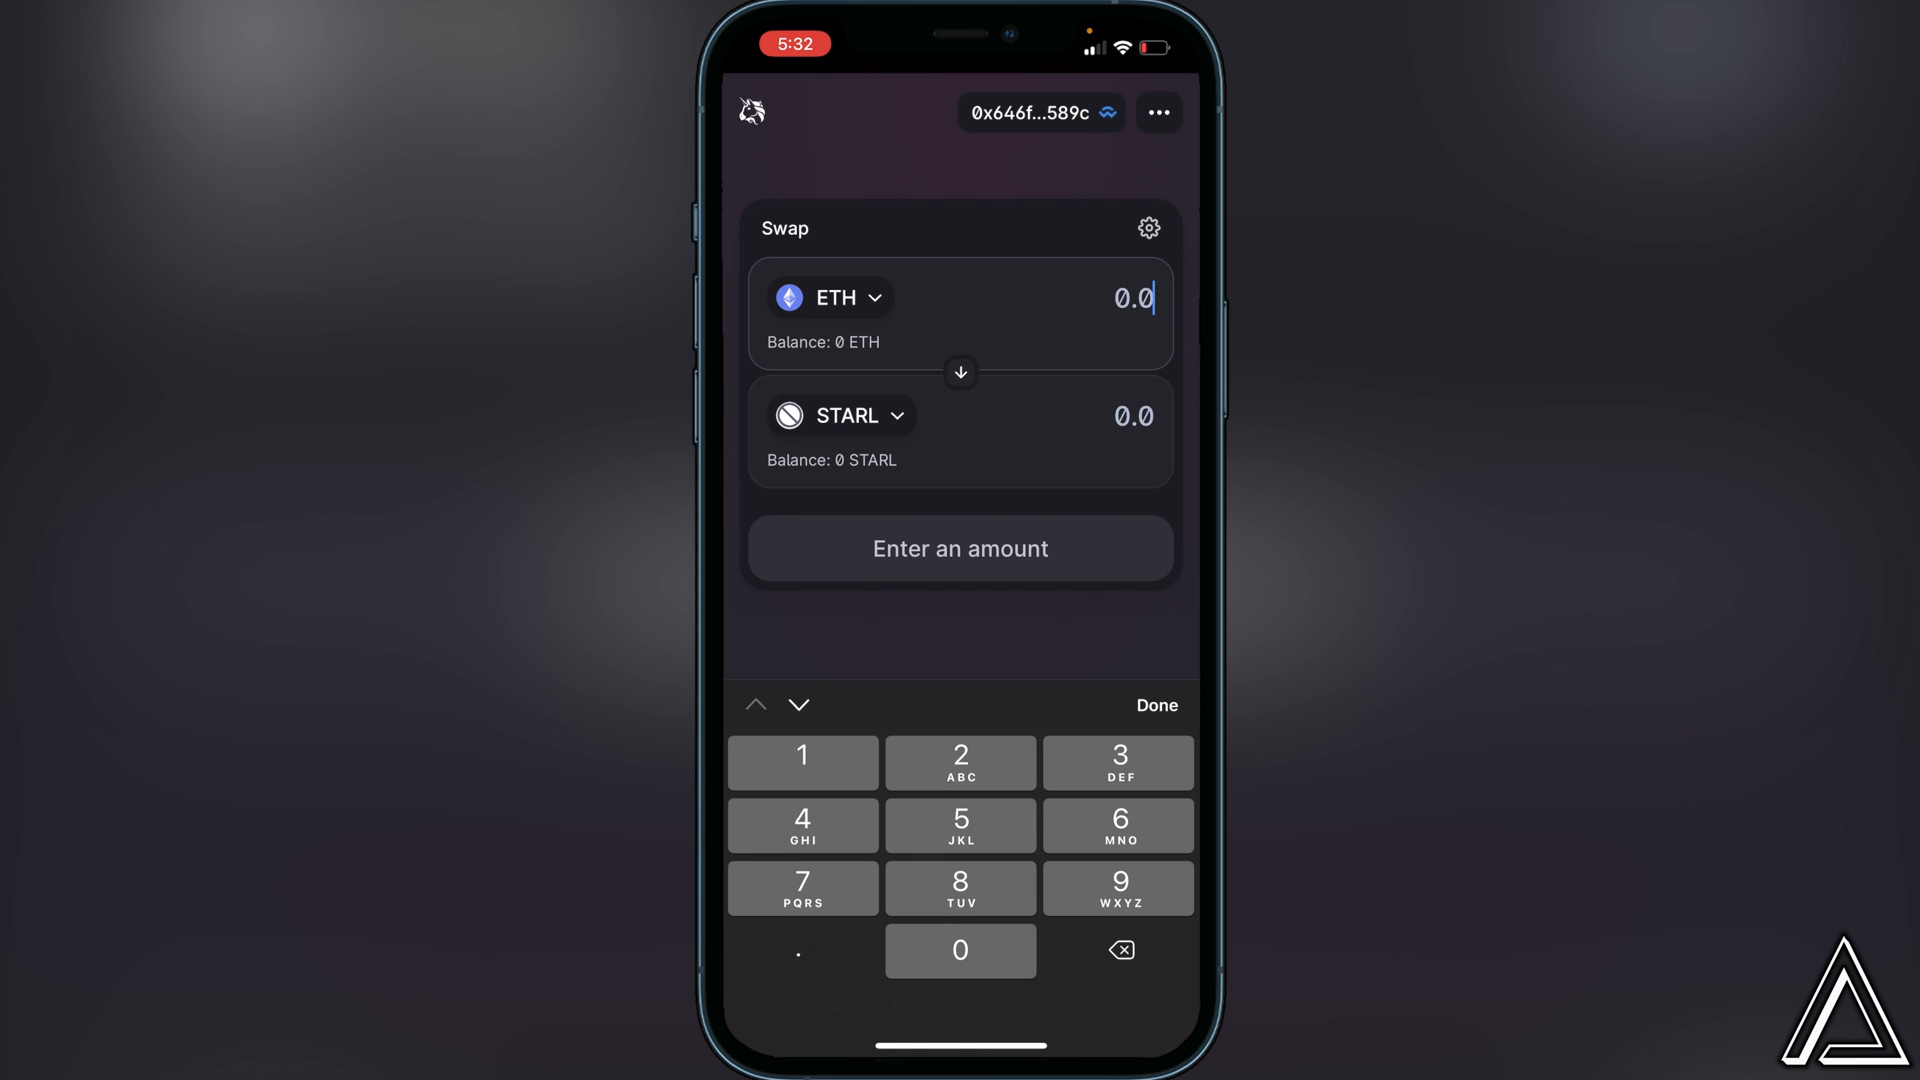 5:32
0x646f...589c
Swap
ETH
0.0
Balance: 0 ETH
STARL
0.0
Balance: 0 STARL
Enter an amount
Done
1
2
ABC
3
DEF
4
GHI
5
JKL
6
MNO
7
PQRS
8
TUV
9
WXYZ
.
0